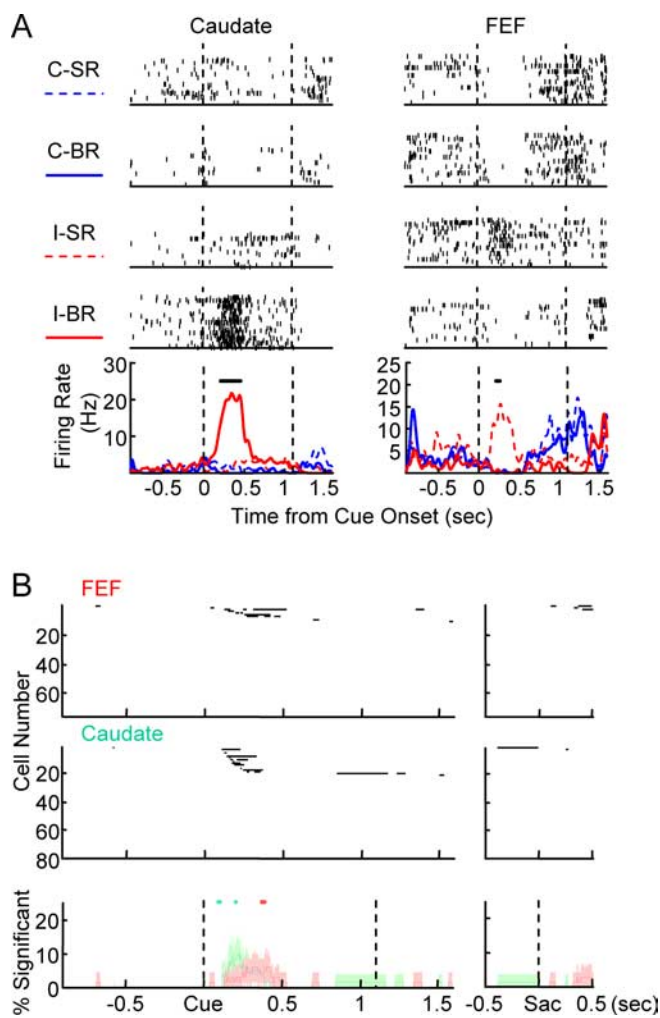 A
Caudate FEF
C-SR
C-BR
I-SR
I-BR
Firing Rate
(Hz)
30
20
10
25
20
15
10
5
-0.5 0 0.5 1 1.5
-0.5 0 0.5 1 1.5
Time from Cue Onset (sec)
B
FEF
20
40
60
Cell Number
Caudate
20
40
60
80
% Significant
20
10
0
-0.5 Cue 0.5 1 1.5 -0.5 Sac 0.5 (sec)